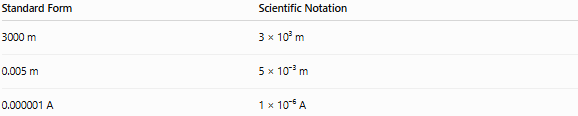 Standard Form Scientific Notation
3000 m 3 × 10³ m
0.005 m 5 × 10⁻³ m
0.000001 A 1 × 10⁻⁶ A